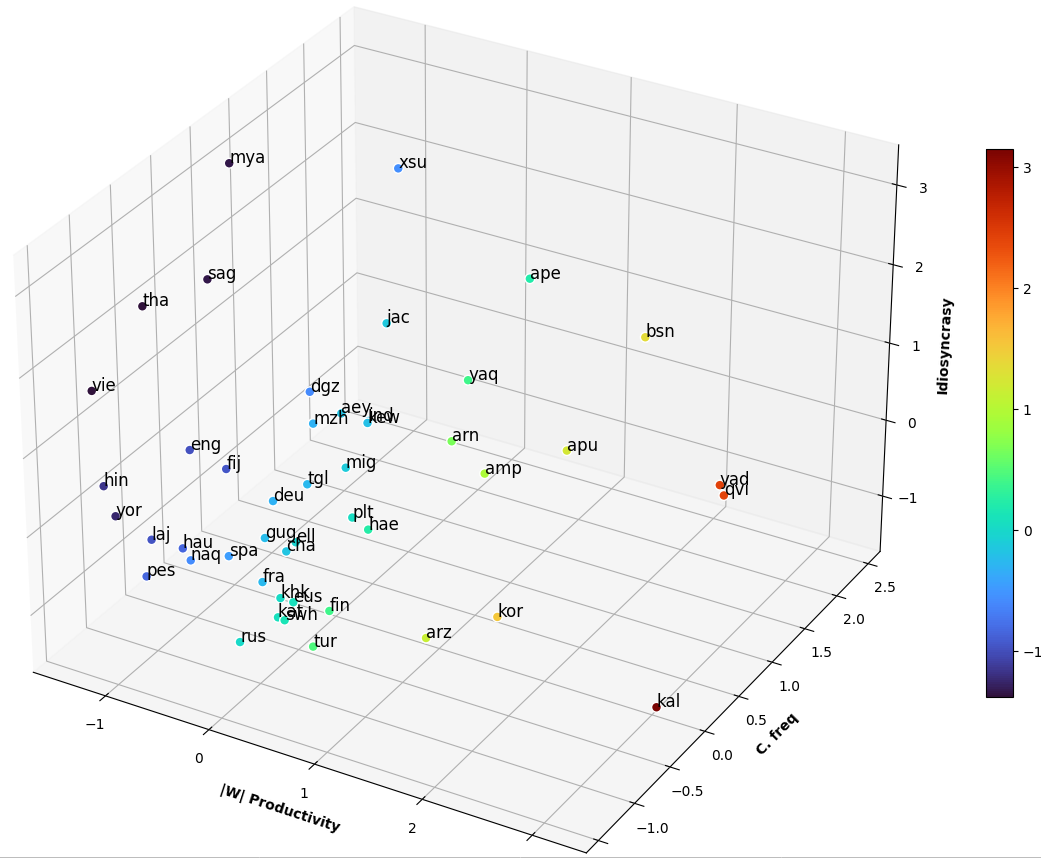 mya
xsu
sag
ape
tha
jac
bsn
vie
dgz
yaq
aey
ind
kew
mzn
arn
apu
eng
fij
mig
amp
hin
tgl
yad
qvl
deu
yor
plt
hae
laj
hau
naq
spa
gug
ell
cha
pes
fra
khk
eus
fin
kor
kat
swh
rus
tur
arz
kal
−1
0
1
2
|W| Productivity
−1.0
−0.5
0.0
0.5
1.0
1.5
2.0
2.5
C. freq
3
2
1
0
−1
Idiosyncrasy
3
2
1
0
−1